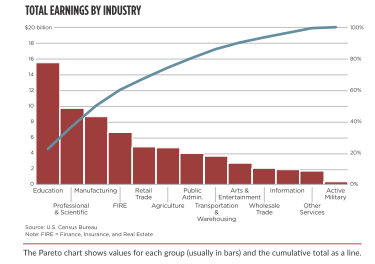 TOTAL EARNINGS BY INDUSTRY
$20 billion
100%
18
16
80%
14
12
60%
10
8
40%
6
4
20%
2
0
0%
Education
Manufacturing
Retail
Trade
Public
Admin.
Arts &
Entertainment
Information
Active
Military
Professional
& Scientific
FIRE
Agriculture
Transportation
&
Warehousing
Wholesale
Trade
Other
Services
Source: U.S. Census Bureau
Note: FIRE = Finance, Insurance, and Real Estate
The Pareto chart shows values for each group (usually in bars) and the cumulative total as a line.